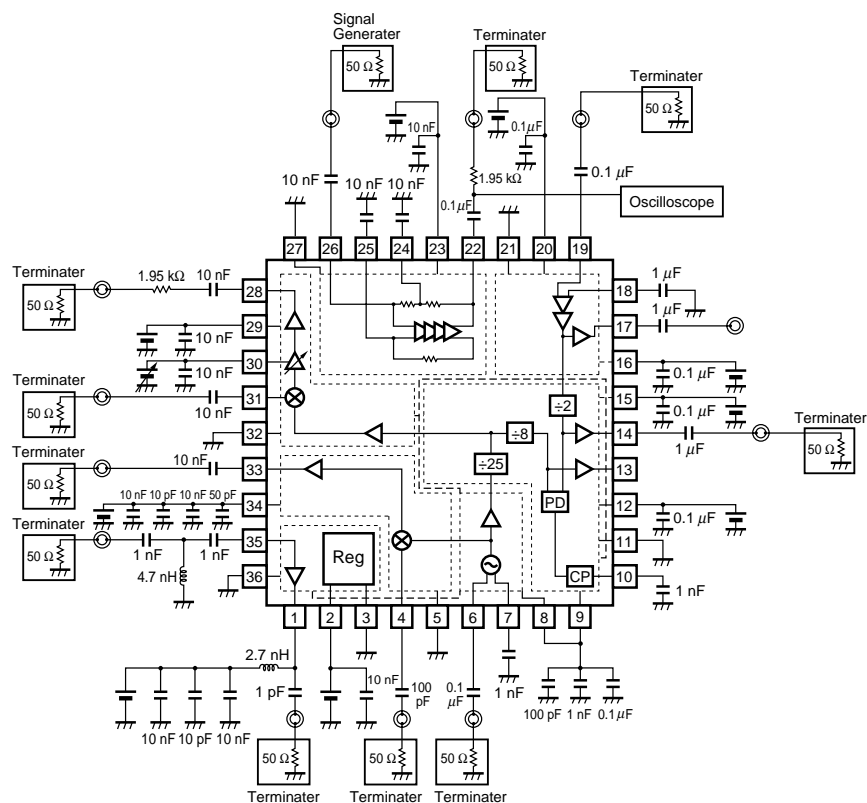 Signal
Generater
50 Ω
Terminater
50 Ω
Terminater
50 Ω
10 nF
0.1 µF
10 nF
10 nF
10 nF
1.95 kΩ
0.1 µF
0.1 µF
Oscilloscope
27 26 25 24 23 22 21 20 19
Terminater
50 Ω
1.95 kΩ
10 nF
28
18
1 µF
29
10 nF
17
1 µF
30
10 nF
16
0.1 µF
Terminater
50 Ω
10 nF
31
15
0.1 µF
÷2
32
÷8
14
1 µF
Terminater
50 Ω
Terminater
50 Ω
10 nF
33
÷25
13
10 nF 10 pF 10 nF 50 pF
34
PD
12
0.1 µF
Terminater
50 Ω
1 nF
1 nF
35
11
4.7 nH
36
Reg
CP
10
1 nF
1 2 3 4 5 6 7 8 9
2.7 nH
1 pF
10 nF
100
pF
0.1
µF
1 nF
10 nF 10 pF 10 nF
100 pF 1 nF 0.1 µF
50 Ω
50 Ω
50 Ω
Terminater
Terminater
Terminater